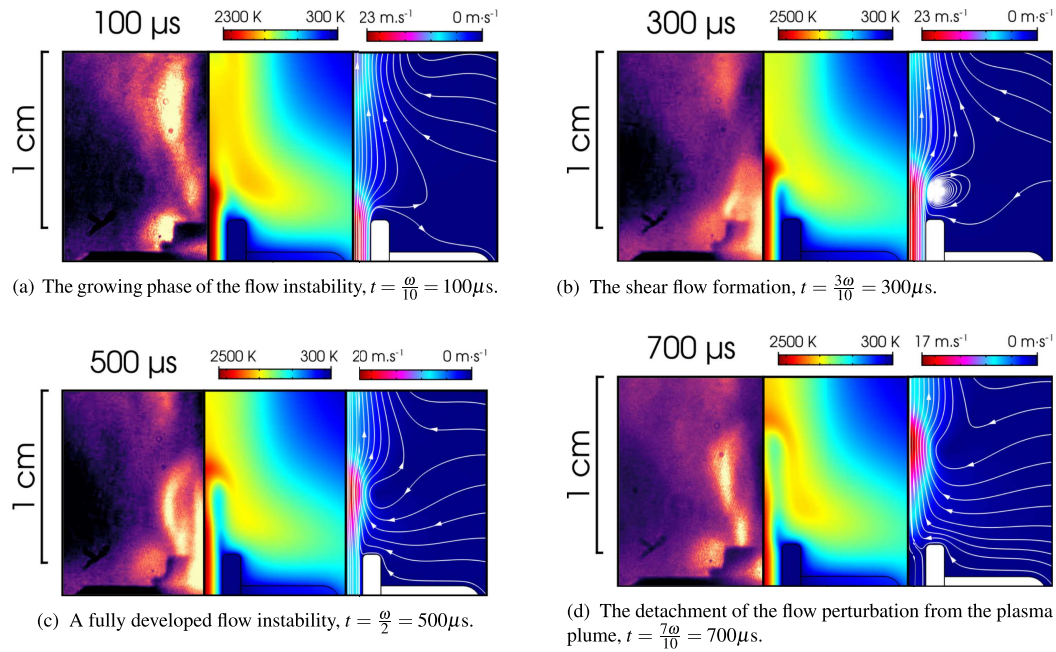 100 µs
2300 K 300 K
23 m.s⁻¹ 0 m·s⁻¹
1 cm
(a) The growing phase of the flow instability, t = ω/10 = 100µs.
300 µs
2500 K 300 K
23 m.s⁻¹ 0 m·s⁻¹
1 cm
(b) The shear flow formation, t = 3ω/10 = 300µs.
500 µs
2500 K 300 K
20 m.s⁻¹ 0 m·s⁻¹
1 cm
(c) A fully developed flow instability, t = ω/2 = 500µs.
700 µs
2500 K 300 K
17 m.s⁻¹ 0 m·s⁻¹
1 cm
(d) The detachment of the flow perturbation from the plasma
plume, t = 7ω/10 = 700µs.